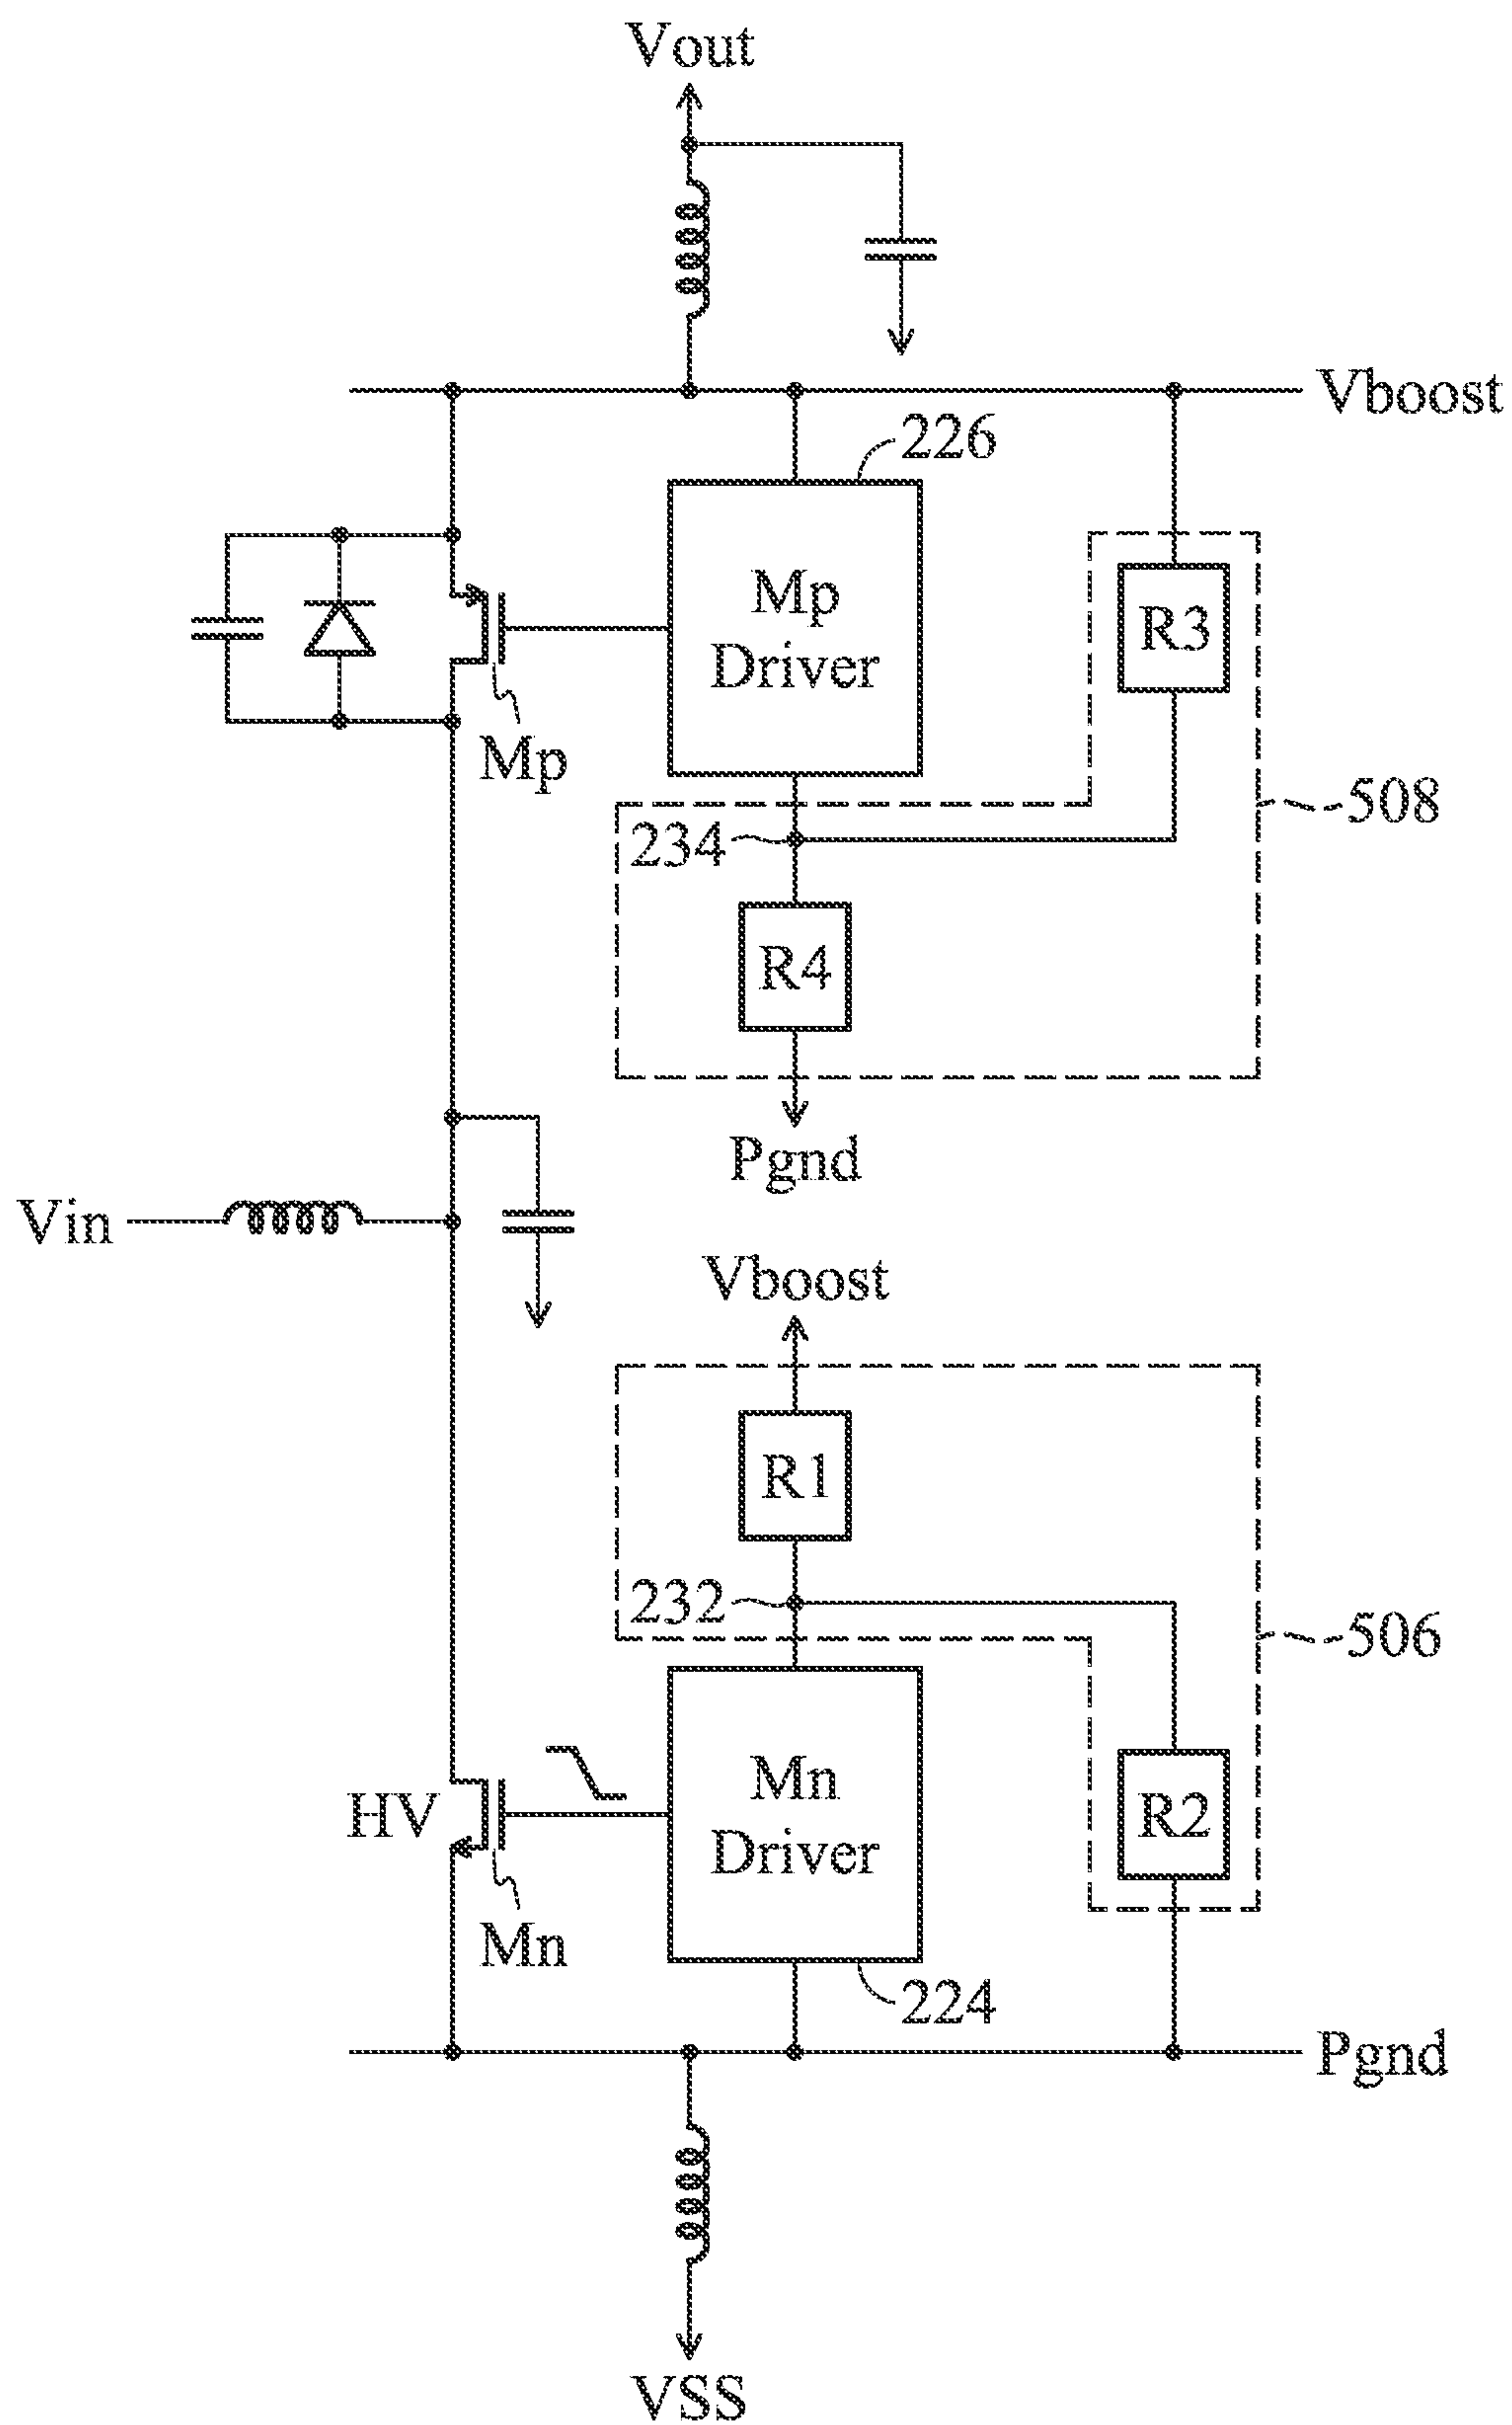 Vout
Vboost
226
Mp
Driver
R3
Mp
508
234
R4
Pgnd
Vin
Vboost
R1
232
506
Mn
Driver
R2
HV
Mn
224
Pgnd
VSS